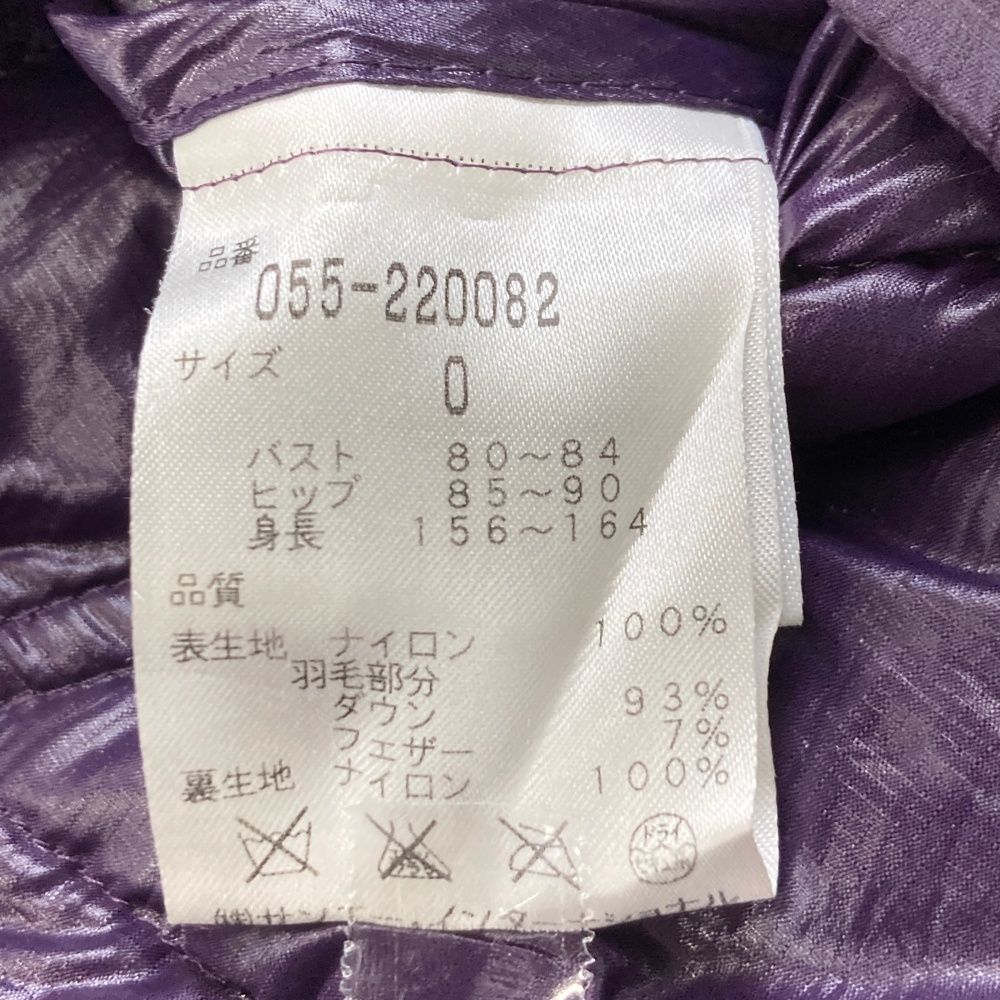 品番
055-220082
サイズ 0
バスト 80～84
ヒップ 85～90
身長 156～164
品質
表生地 ナイロン 100%
羽毛部分
ダウン 93%
フェザー 7%
裏生地 ナイロン 100%
ドライ